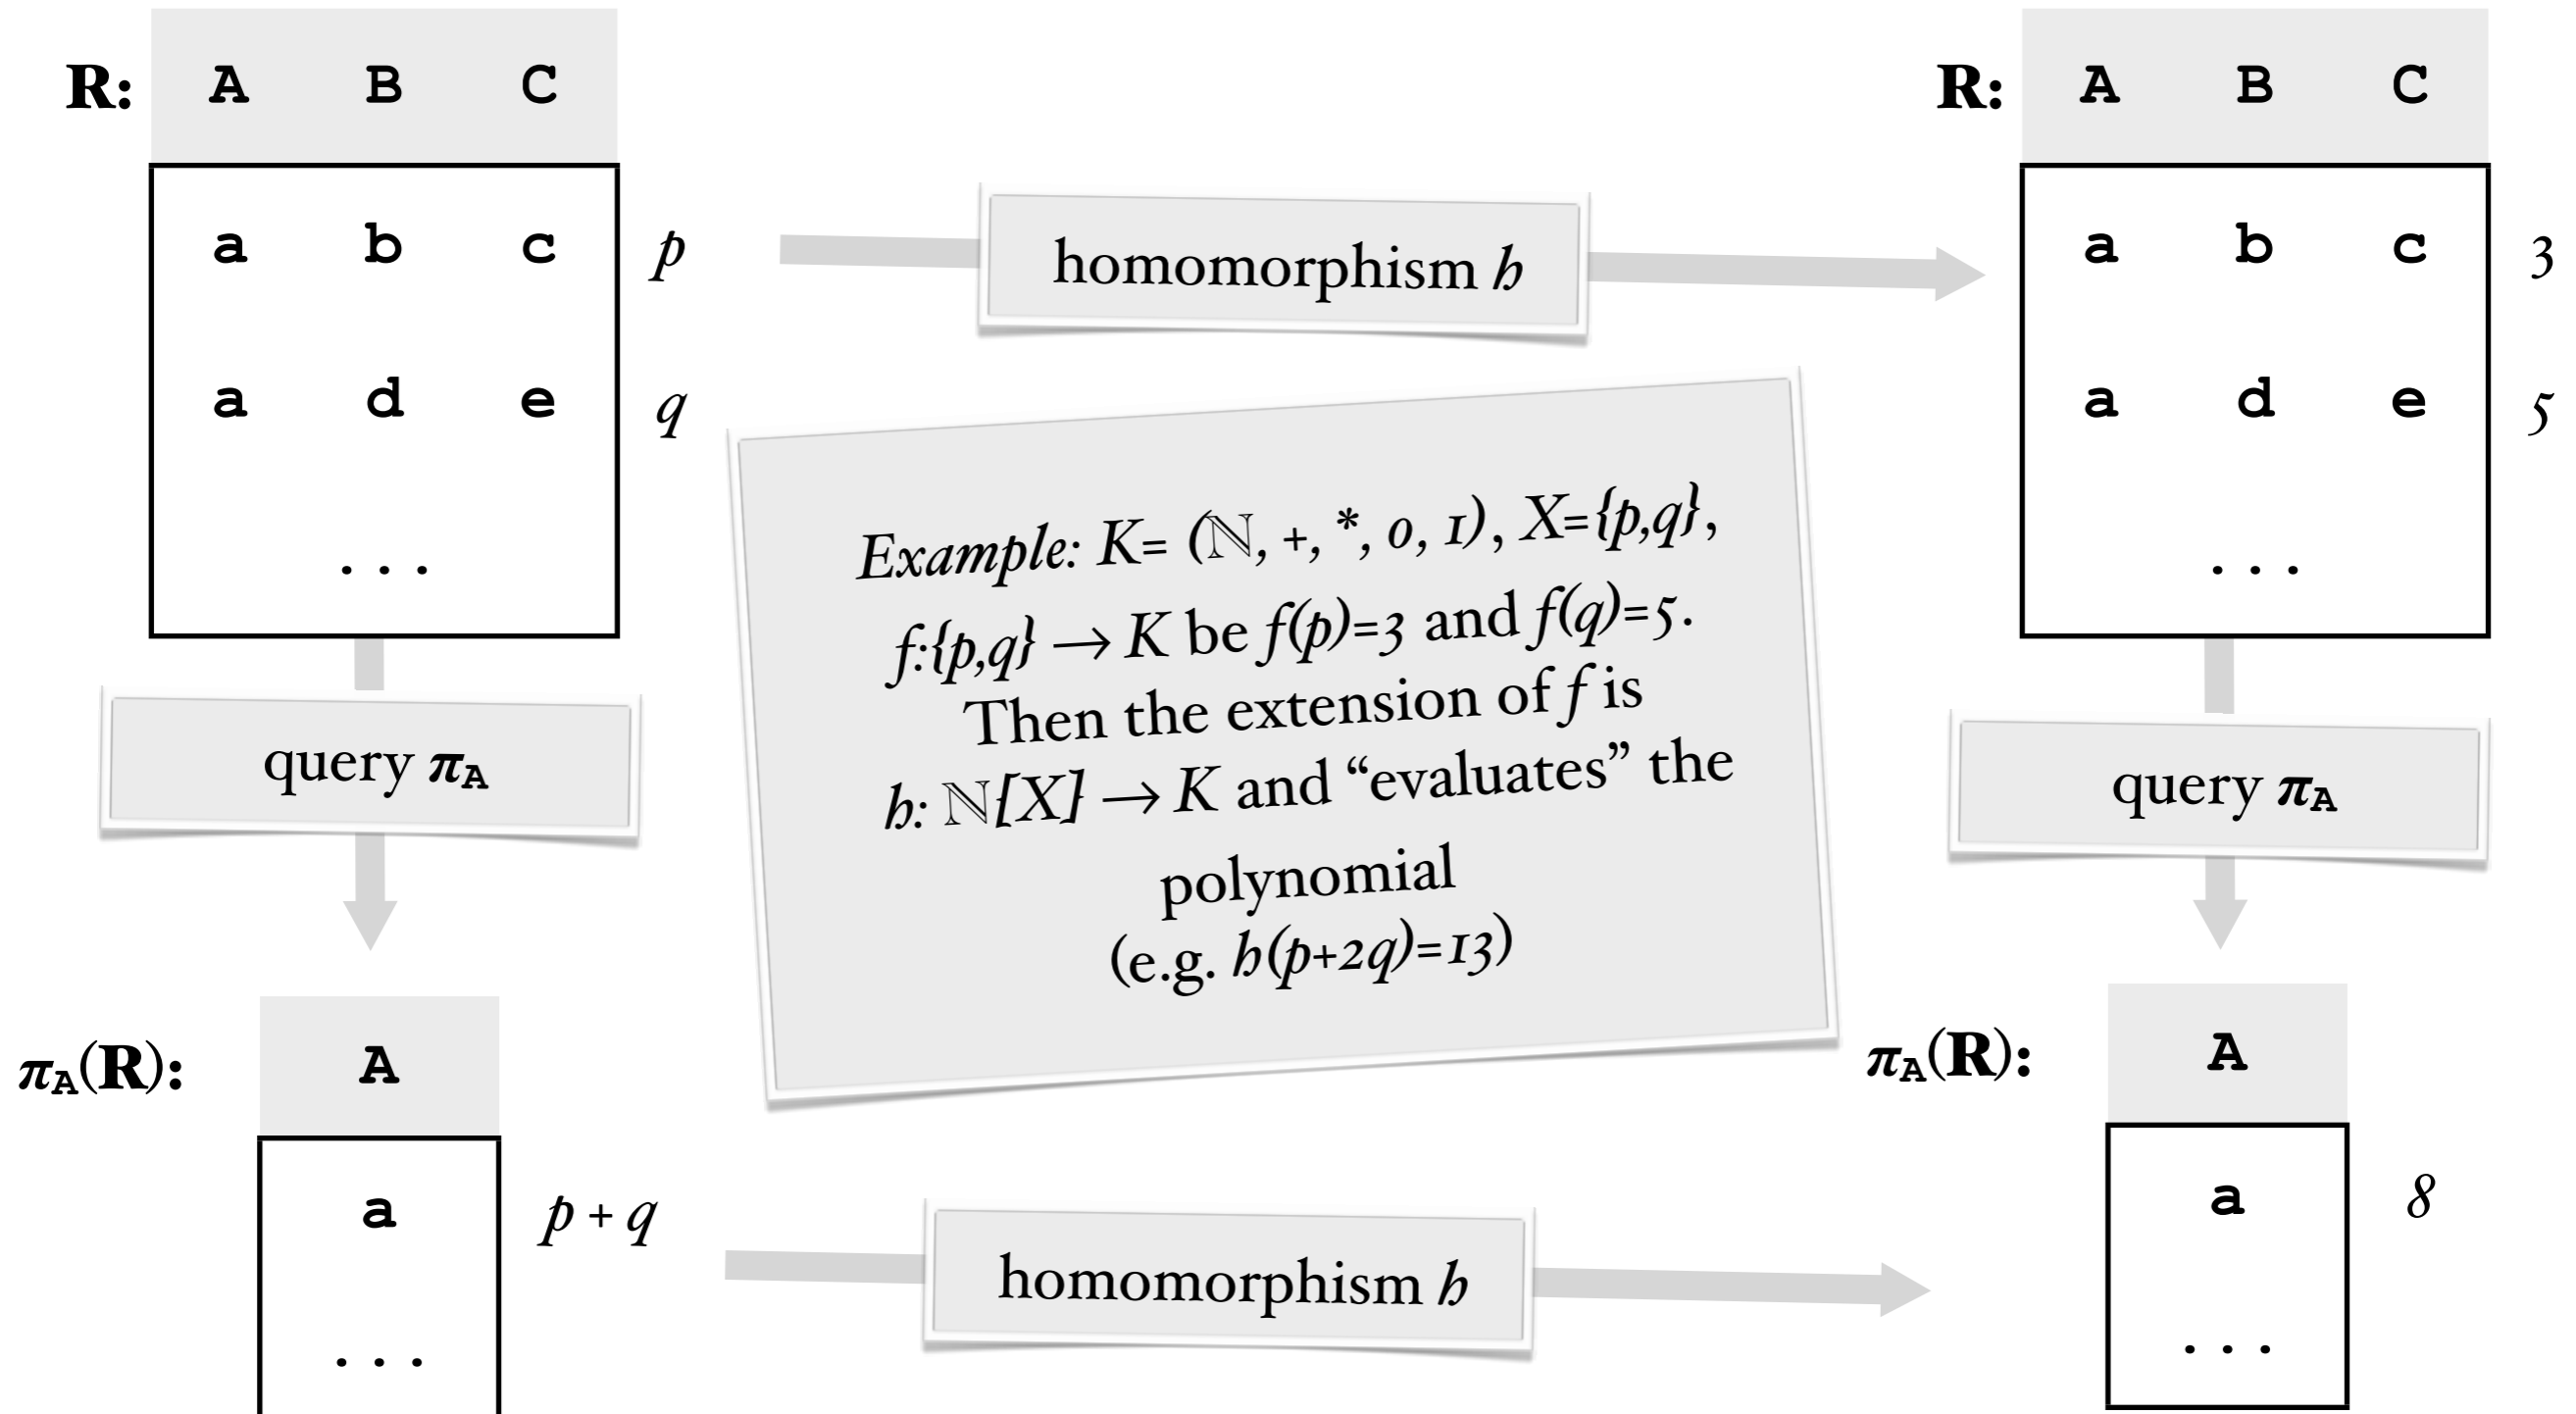 R: A B C
a b c p
a d e q
. . .
query πA
πA(R): A
a p + q
. . .
homomorphism h
Example: K= (ℕ, +, *, 0, 1), X={p,q},
f:{p,q} → K be f(p)=3 and f(q)=5.
Then the extension of f is
h: ℕ[X] → K and “evaluates” the
polynomial
(e.g. h(p+2q)=13)
homomorphism h
R: A B C
a b c 3
a d e 5
. . .
query πA
πA(R): A
a 8
. . .